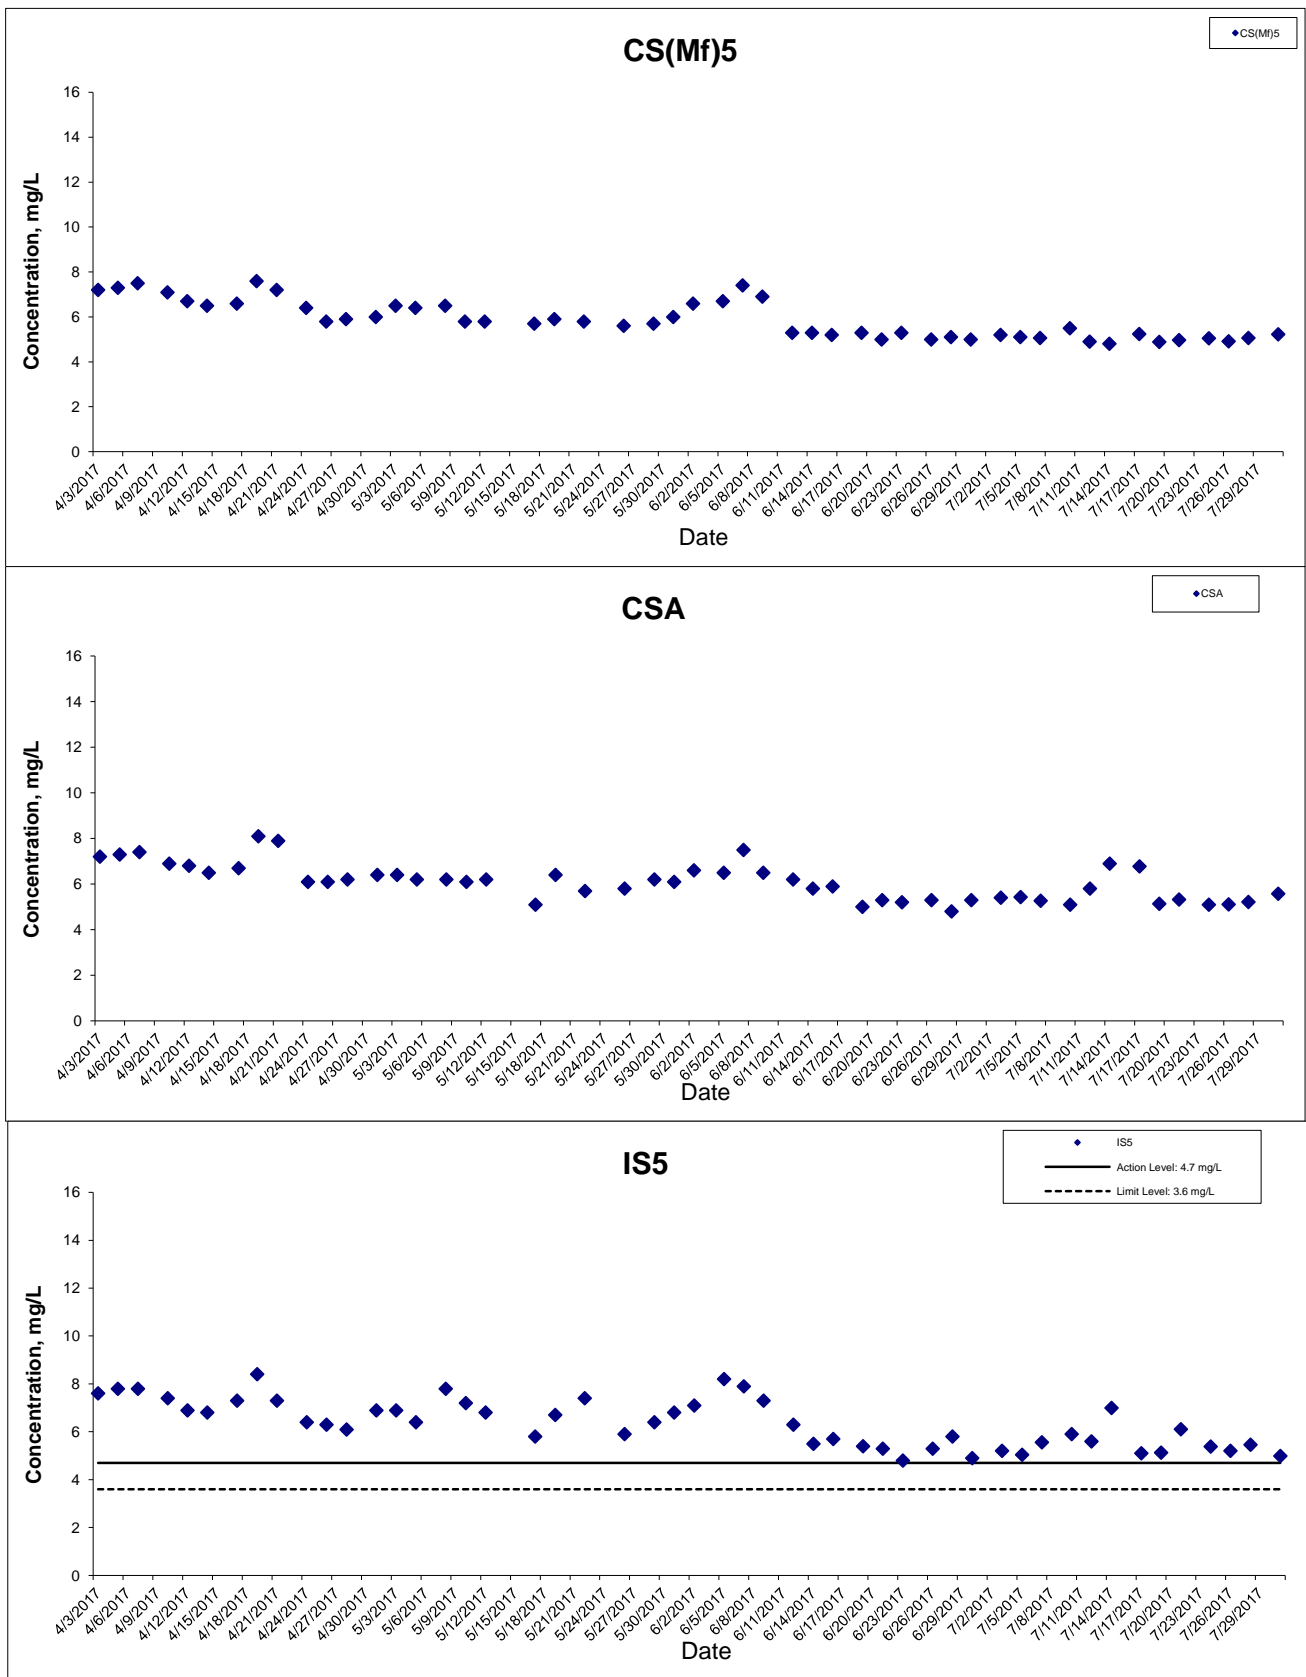 CS(Mf)5
CS(Mf)5
Concentration, mg/L
16
14
12
10
8
6
4
2
0
4/3/2017 4/6/2017 4/9/2017 4/12/2017 4/15/2017 4/18/2017 4/21/2017 4/24/2017 4/27/2017 4/30/2017 5/3/2017 5/6/2017 5/9/2017 5/12/2017 5/15/2017 5/18/2017 5/21/2017 5/24/2017 5/27/2017 5/30/2017 6/2/2017 6/5/2017 6/8/2017 6/11/2017 6/14/2017 6/17/2017 6/20/2017 6/23/2017 6/26/2017 6/29/2017 7/2/2017 7/5/2017 7/8/2017 7/11/2017 7/14/2017 7/17/2017 7/20/2017 7/23/2017 7/26/2017 7/29/2017
Date
CSA
CSA
Concentration, mg/L
16
14
12
10
8
6
4
2
0
4/3/2017 4/6/2017 4/9/2017 4/12/2017 4/15/2017 4/18/2017 4/21/2017 4/24/2017 4/27/2017 4/30/2017 5/3/2017 5/6/2017 5/9/2017 5/12/2017 5/15/2017 5/18/2017 5/21/2017 5/24/2017 5/27/2017 5/30/2017 6/2/2017 6/5/2017 6/8/2017 6/11/2017 6/14/2017 6/17/2017 6/20/2017 6/23/2017 6/26/2017 6/29/2017 7/2/2017 7/5/2017 7/8/2017 7/11/2017 7/14/2017 7/17/2017 7/20/2017 7/23/2017 7/26/2017 7/29/2017
Date
IS5
IS5
Action Level: 4.7 mg/L
Limit Level: 3.6 mg/L
Concentration, mg/L
16
14
12
10
8
6
4
2
0
4/3/2017 4/6/2017 4/9/2017 4/12/2017 4/15/2017 4/18/2017 4/21/2017 4/24/2017 4/27/2017 4/30/2017 5/3/2017 5/6/2017 5/9/2017 5/12/2017 5/15/2017 5/18/2017 5/21/2017 5/24/2017 5/27/2017 5/30/2017 6/2/2017 6/5/2017 6/8/2017 6/11/2017 6/14/2017 6/17/2017 6/20/2017 6/23/2017 6/26/2017 6/29/2017 7/2/2017 7/5/2017 7/8/2017 7/11/2017 7/14/2017 7/17/2017 7/20/2017 7/23/2017 7/26/2017 7/29/2017
Date